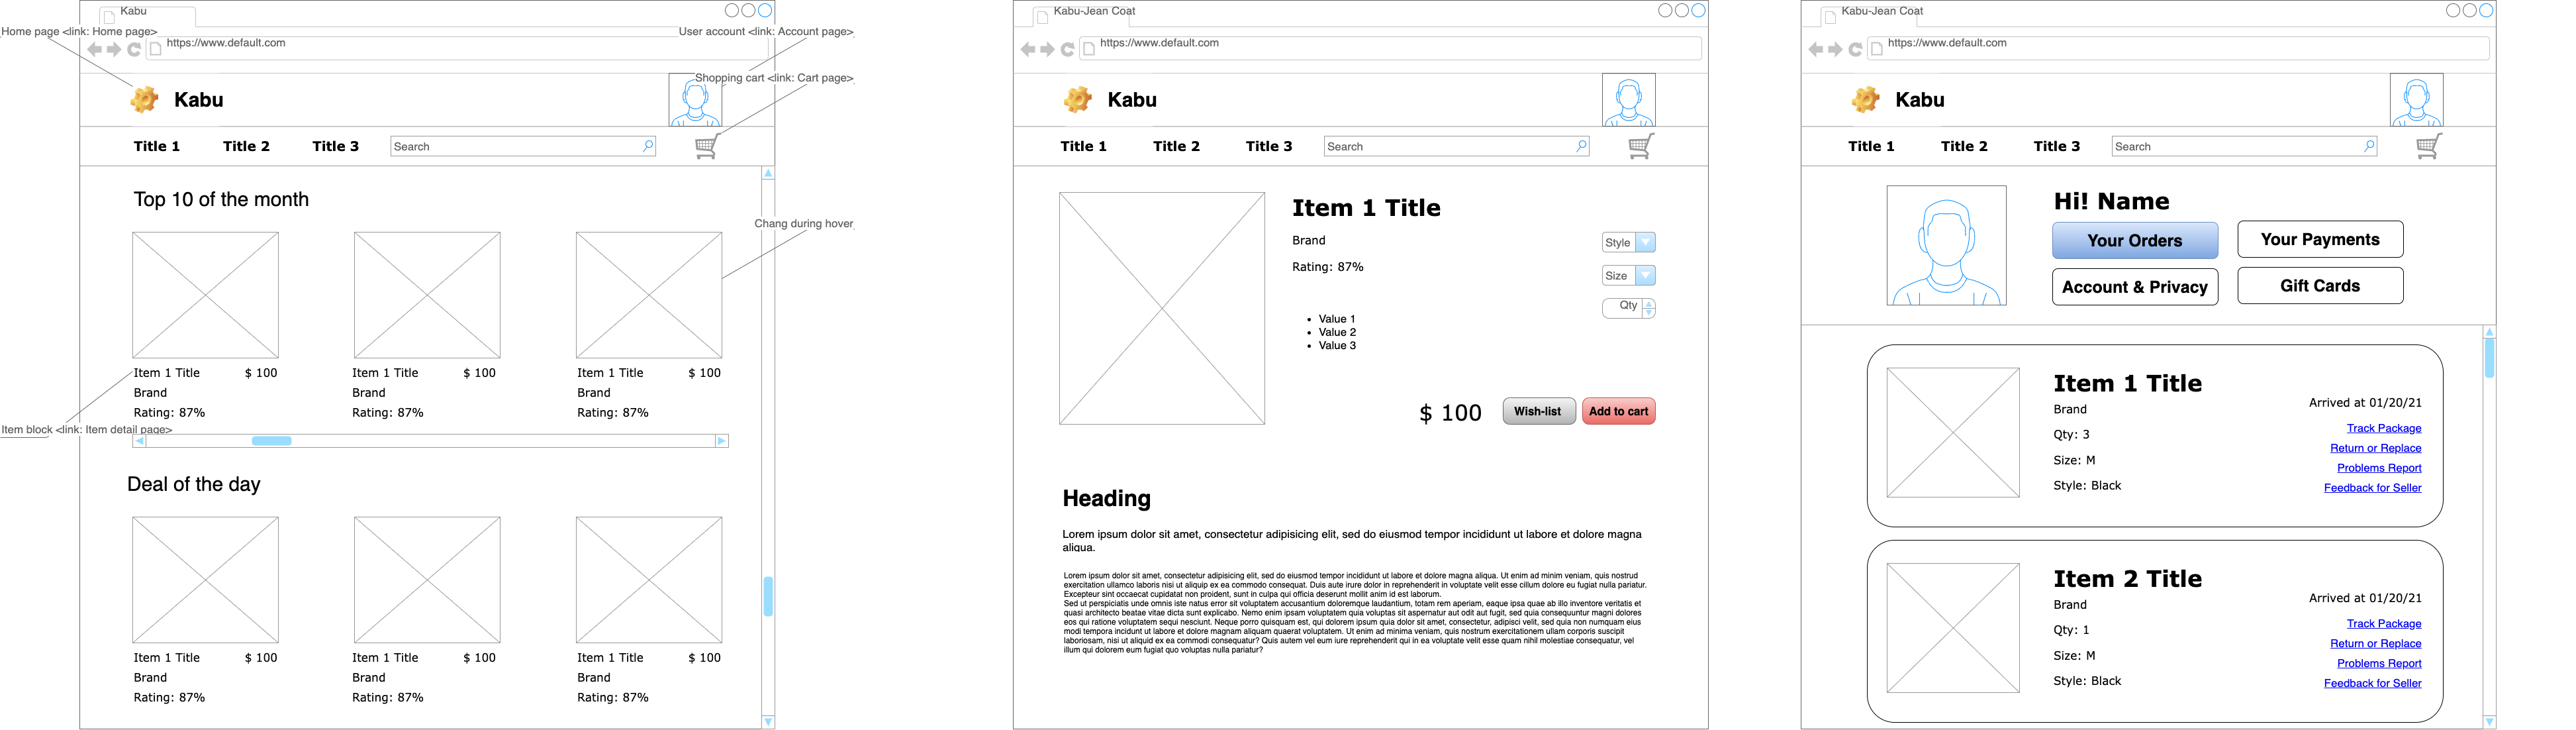 Kabu
Home page <link: Home page>
User account <link: Account page>
https://www.default.com
Shopping cart <link: Cart page>
Kabu
Title 1
Title 2
Title 3
Search
Top 10 of the month
Chang during hover
Item 1 Title $ 100
Brand
Rating: 87%
Item 1 Title $ 100
Brand
Rating: 87%
Item 1 Title $ 100
Brand
Rating: 87%
Item block <link: Item detail page>
Deal of the day
Item 1 Title $ 100
Brand
Rating: 87%
Item 1 Title $ 100
Brand
Rating: 87%
Item 1 Title $ 100
Brand
Rating: 87%
Kabu-Jean Coat
https://www.default.com
Kabu
Title 1
Title 2
Title 3
Search
Item 1 Title
Brand
Rating: 87%
Style
Size
Qty
• Value 1
• Value 2
• Value 3
$ 100
Wish-list
Add to cart
Heading
Lorem ipsum dolor sit amet, consectetur adipisicing elit, sed do eiusmod tempor incididunt ut labore et dolore magna
aliqua.
Lorem ipsum dolor sit amet, consectetur adipisicing elit, sed do eiusmod tempor incididunt ut labore et dolore magna aliqua. Ut enim ad minim veniam, quis nostrud
exercitation ullamco laboris nisi ut aliquip ex ea commodo consequat. Duis aute irure dolor in reprehenderit in voluptate velit esse cillum dolore eu fugiat nulla pariatur.
Excepteur sint occaecat cupidatat non proident, sunt in culpa qui officia deserunt mollit anim id est laborum.
Sed ut perspiciatis unde omnis iste natus error sit voluptatem accusantium doloremque laudantium, totam rem aperiam, eaque ipsa quae ab illo inventore veritatis et
quasi architecto beatae vitae dicta sunt explicabo. Nemo enim ipsam voluptatem quia voluptas sit aspernatur aut odit aut fugit, sed quia consequuntur magni dolores
eos qui ratione voluptatem sequi nesciunt. Neque porro quisquam est, qui dolorem ipsum quia dolor sit amet, consectetur, adipisci velit, sed quia non numquam eius
modi tempora incidunt ut labore et dolore magnam aliquam quaerat voluptatem. Ut enim ad minima veniam, quis nostrum exercitationem ullam corporis suscipit
laboriosam, nisi ut aliquid ex ea commodi consequatur? Quis autem vel eum iure reprehenderit qui in ea voluptate velit esse quam nihil molestiae consequatur, vel
illum qui dolorem eum fugiat quo voluptas nulla pariatur?
Kabu-Jean Coat
https://www.default.com
Kabu
Title 1
Title 2
Title 3
Search
Hi! Name
Your Orders
Your Payments
Account & Privacy
Gift Cards
Item 1 Title
Brand
Qty: 3
Size: M
Style: Black
Arrived at 01/20/21
Track Package
Return or Replace
Problems Report
Feedback for Seller
Item 2 Title
Brand
Qty: 1
Size: M
Style: Black
Arrived at 01/20/21
Track Package
Return or Replace
Problems Report
Feedback for Seller